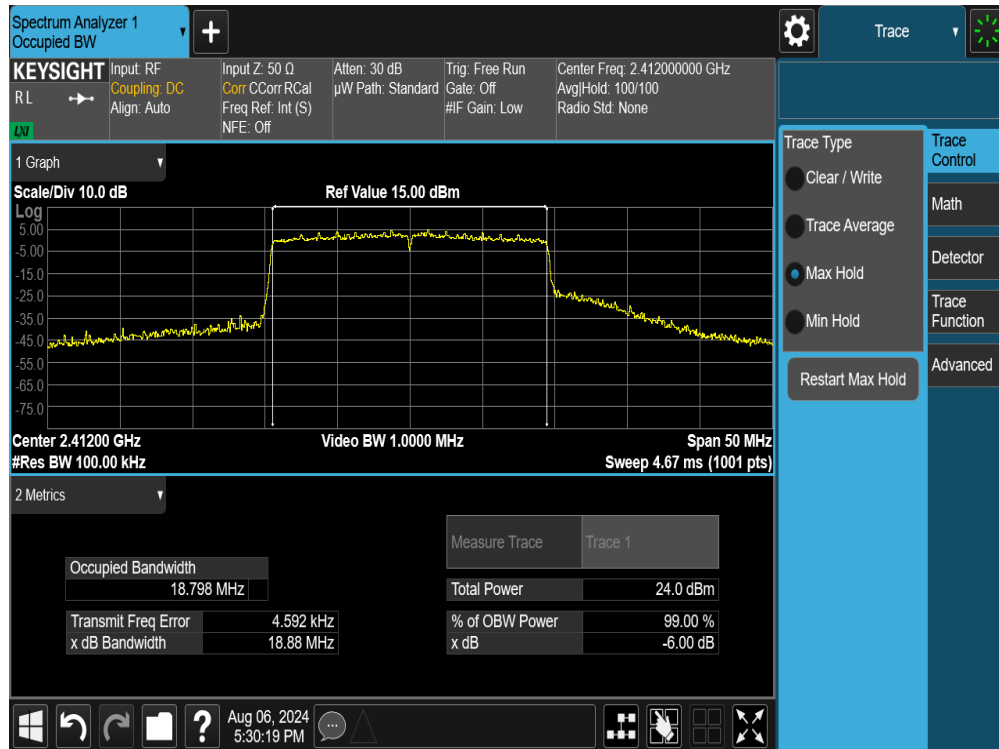 Spectrum Analyzer 1
Occupied BW
+
Trace
KEYSIGHT
RL
LXI
Input: RF
Coupling: DC
Align: Auto
Input Z: 50 Ω
Corr CCorr RCal
Freq Ref: Int (S)
NFE: Off
Atten: 30 dB
µW Path: Standard
Trig: Free Run
Gate: Off
#IF Gain: Low
Center Freq: 2.412000000 GHz
Avg|Hold: 100/100
Radio Std: None
1 Graph
Scale/Div 10.0 dB
Ref Value 15.00 dBm
Log
5.00
-5.00
-15.0
-25.0
-35.0
-45.0
-55.0
-65.0
-75.0
Center 2.41200 GHz
Video BW 1.0000 MHz
Span 50 MHz
#Res BW 100.00 kHz
Sweep 4.67 ms (1001 pts)
2 Metrics
Measure Trace
Trace 1
Occupied Bandwidth
18.798 MHz
Total Power
24.0 dBm
Transmit Freq Error
4.592 kHz
% of OBW Power
99.00 %
x dB Bandwidth
18.88 MHz
x dB
-6.00 dB
Trace Type
Clear / Write
Trace Average
Max Hold
Min Hold
Restart Max Hold
Trace
Control
Math
Detector
Trace
Function
Advanced
?
Aug 06, 2024
5:30:19 PM